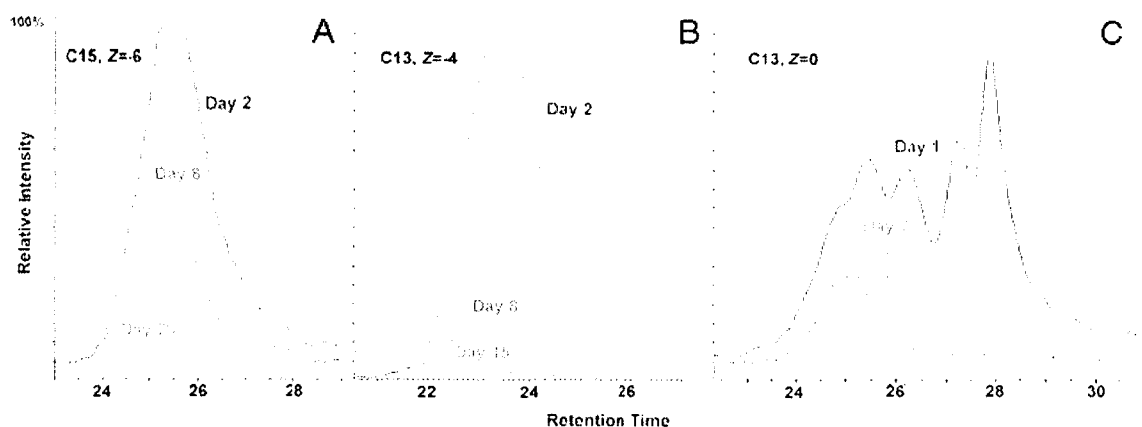 100%
A
B
C
C15, Z=-6
C13, Z=-4
C13, Z=0
Day 2
Day 2
Day 1
Day 8
Day
Day 8
Day
Day 15
Relative Intensity
24 26 28 22 24 26 24 26 28 30
Retention Time